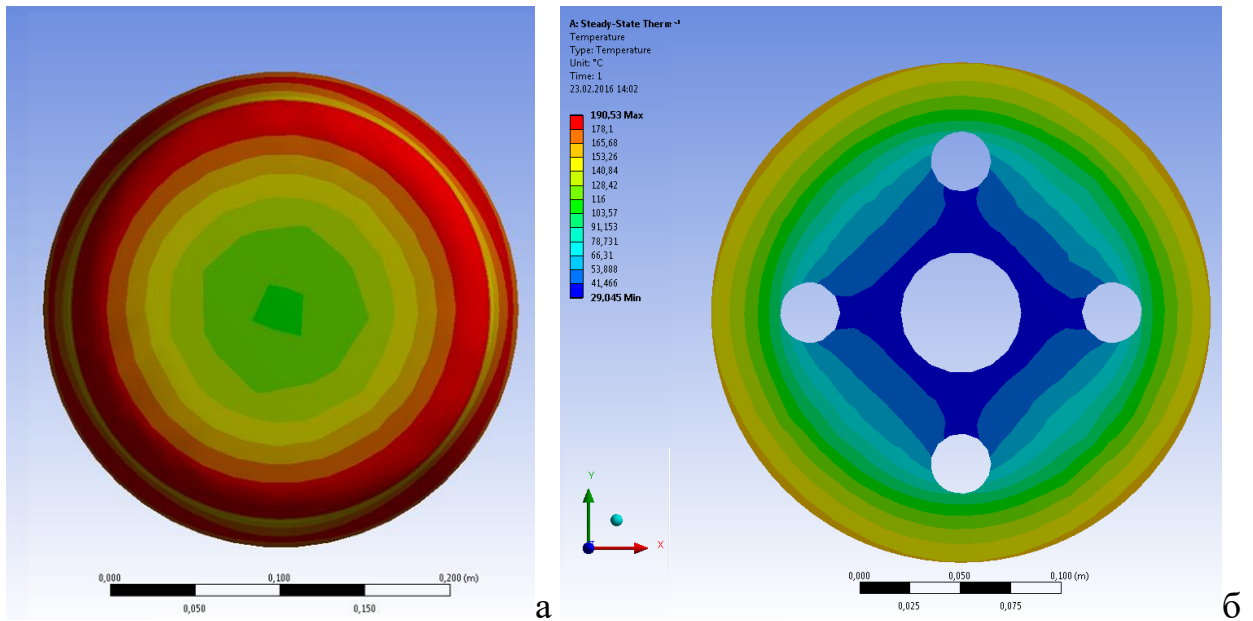 A: Steady-State Therm
Temperature
Type: Temperature
Unit: °C
Time: 1
23.02.2016 14:02
190,53 Max
178,1
165,68
153,26
140,84
128,42
116
103,57
91,153
78,731
66,31
53,888
41,466
29,045 Min
Y
X
0,000 0,100 0,200 (m)
0,050 0,150
а
0,000 0,050 0,100 (m)
0,025 0,075
б